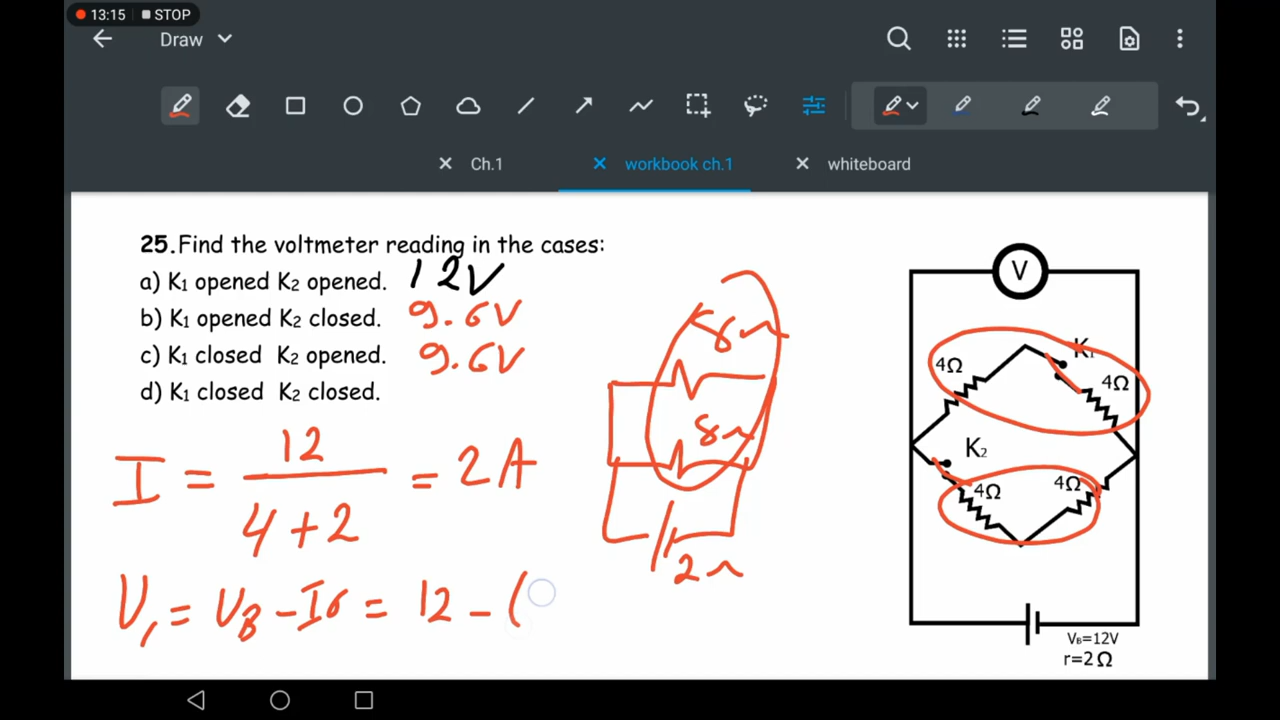 13:15 STOP
Draw
Ch.1
workbook ch.1
whiteboard
25.Find the voltmeter reading in the cases:
a) K1 opened K2 opened. 12V
b) K1 opened K2 closed. 9.6V
c) K1 closed K2 opened. 9.6V
d) K1 closed K2 closed.
I = 12 / 4+2 = 2A
V1 = VB - Ir = 12 - (
8Ω
8Ω
2Ω
V
K1
4Ω
4Ω
K2
4Ω
4Ω
VB=12V
r=2Ω